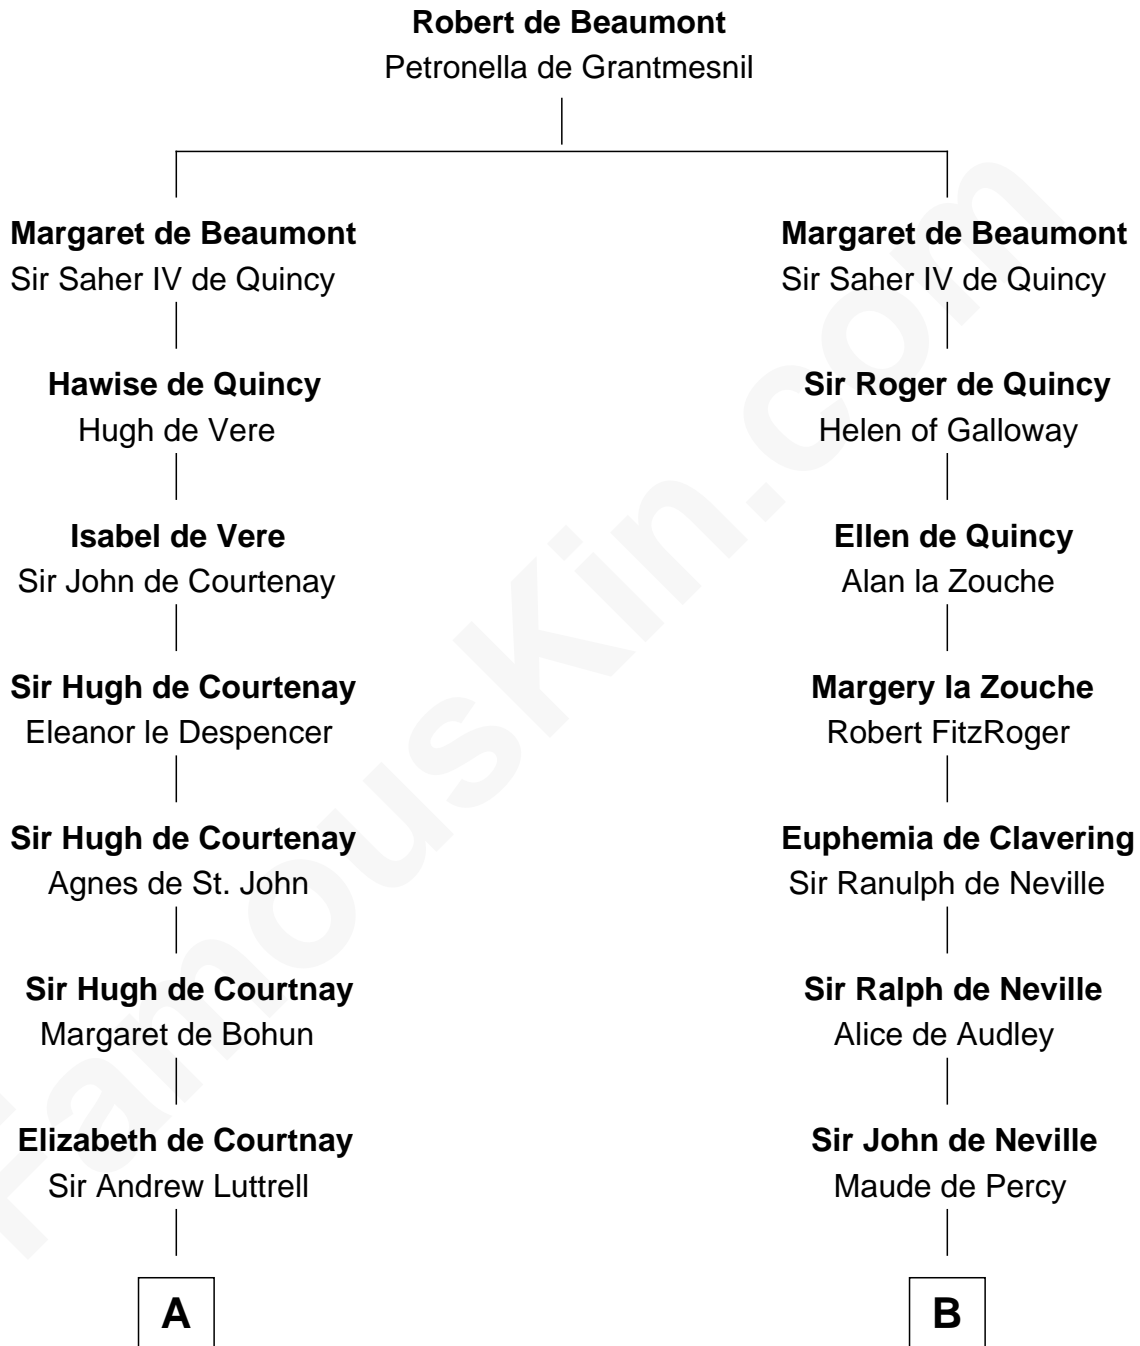 Robert de Beaumont
Petronella de Grantmesnil
Margaret de Beaumont
Sir Saher IV de Quincy
Hawise de Quincy
Hugh de Vere
Isabel de Vere
Sir John de Courtenay
Sir Hugh de Courtenay
Eleanor le Despencer
Sir Hugh de Courtenay
Agnes de St. John
Sir Hugh de Courtnay
Margaret de Bohun
Elizabeth de Courtnay
Sir Andrew Luttrell
A
Margaret de Beaumont
Sir Saher IV de Quincy
Sir Roger de Quincy
Helen of Galloway
Ellen de Quincy
Alan la Zouche
Margery la Zouche
Robert FitzRoger
Euphemia de Clavering
Sir Ranulph de Neville
Sir Ralph de Neville
Alice de Audley
Sir John de Neville
Maude de Percy
B
FamousKin.com